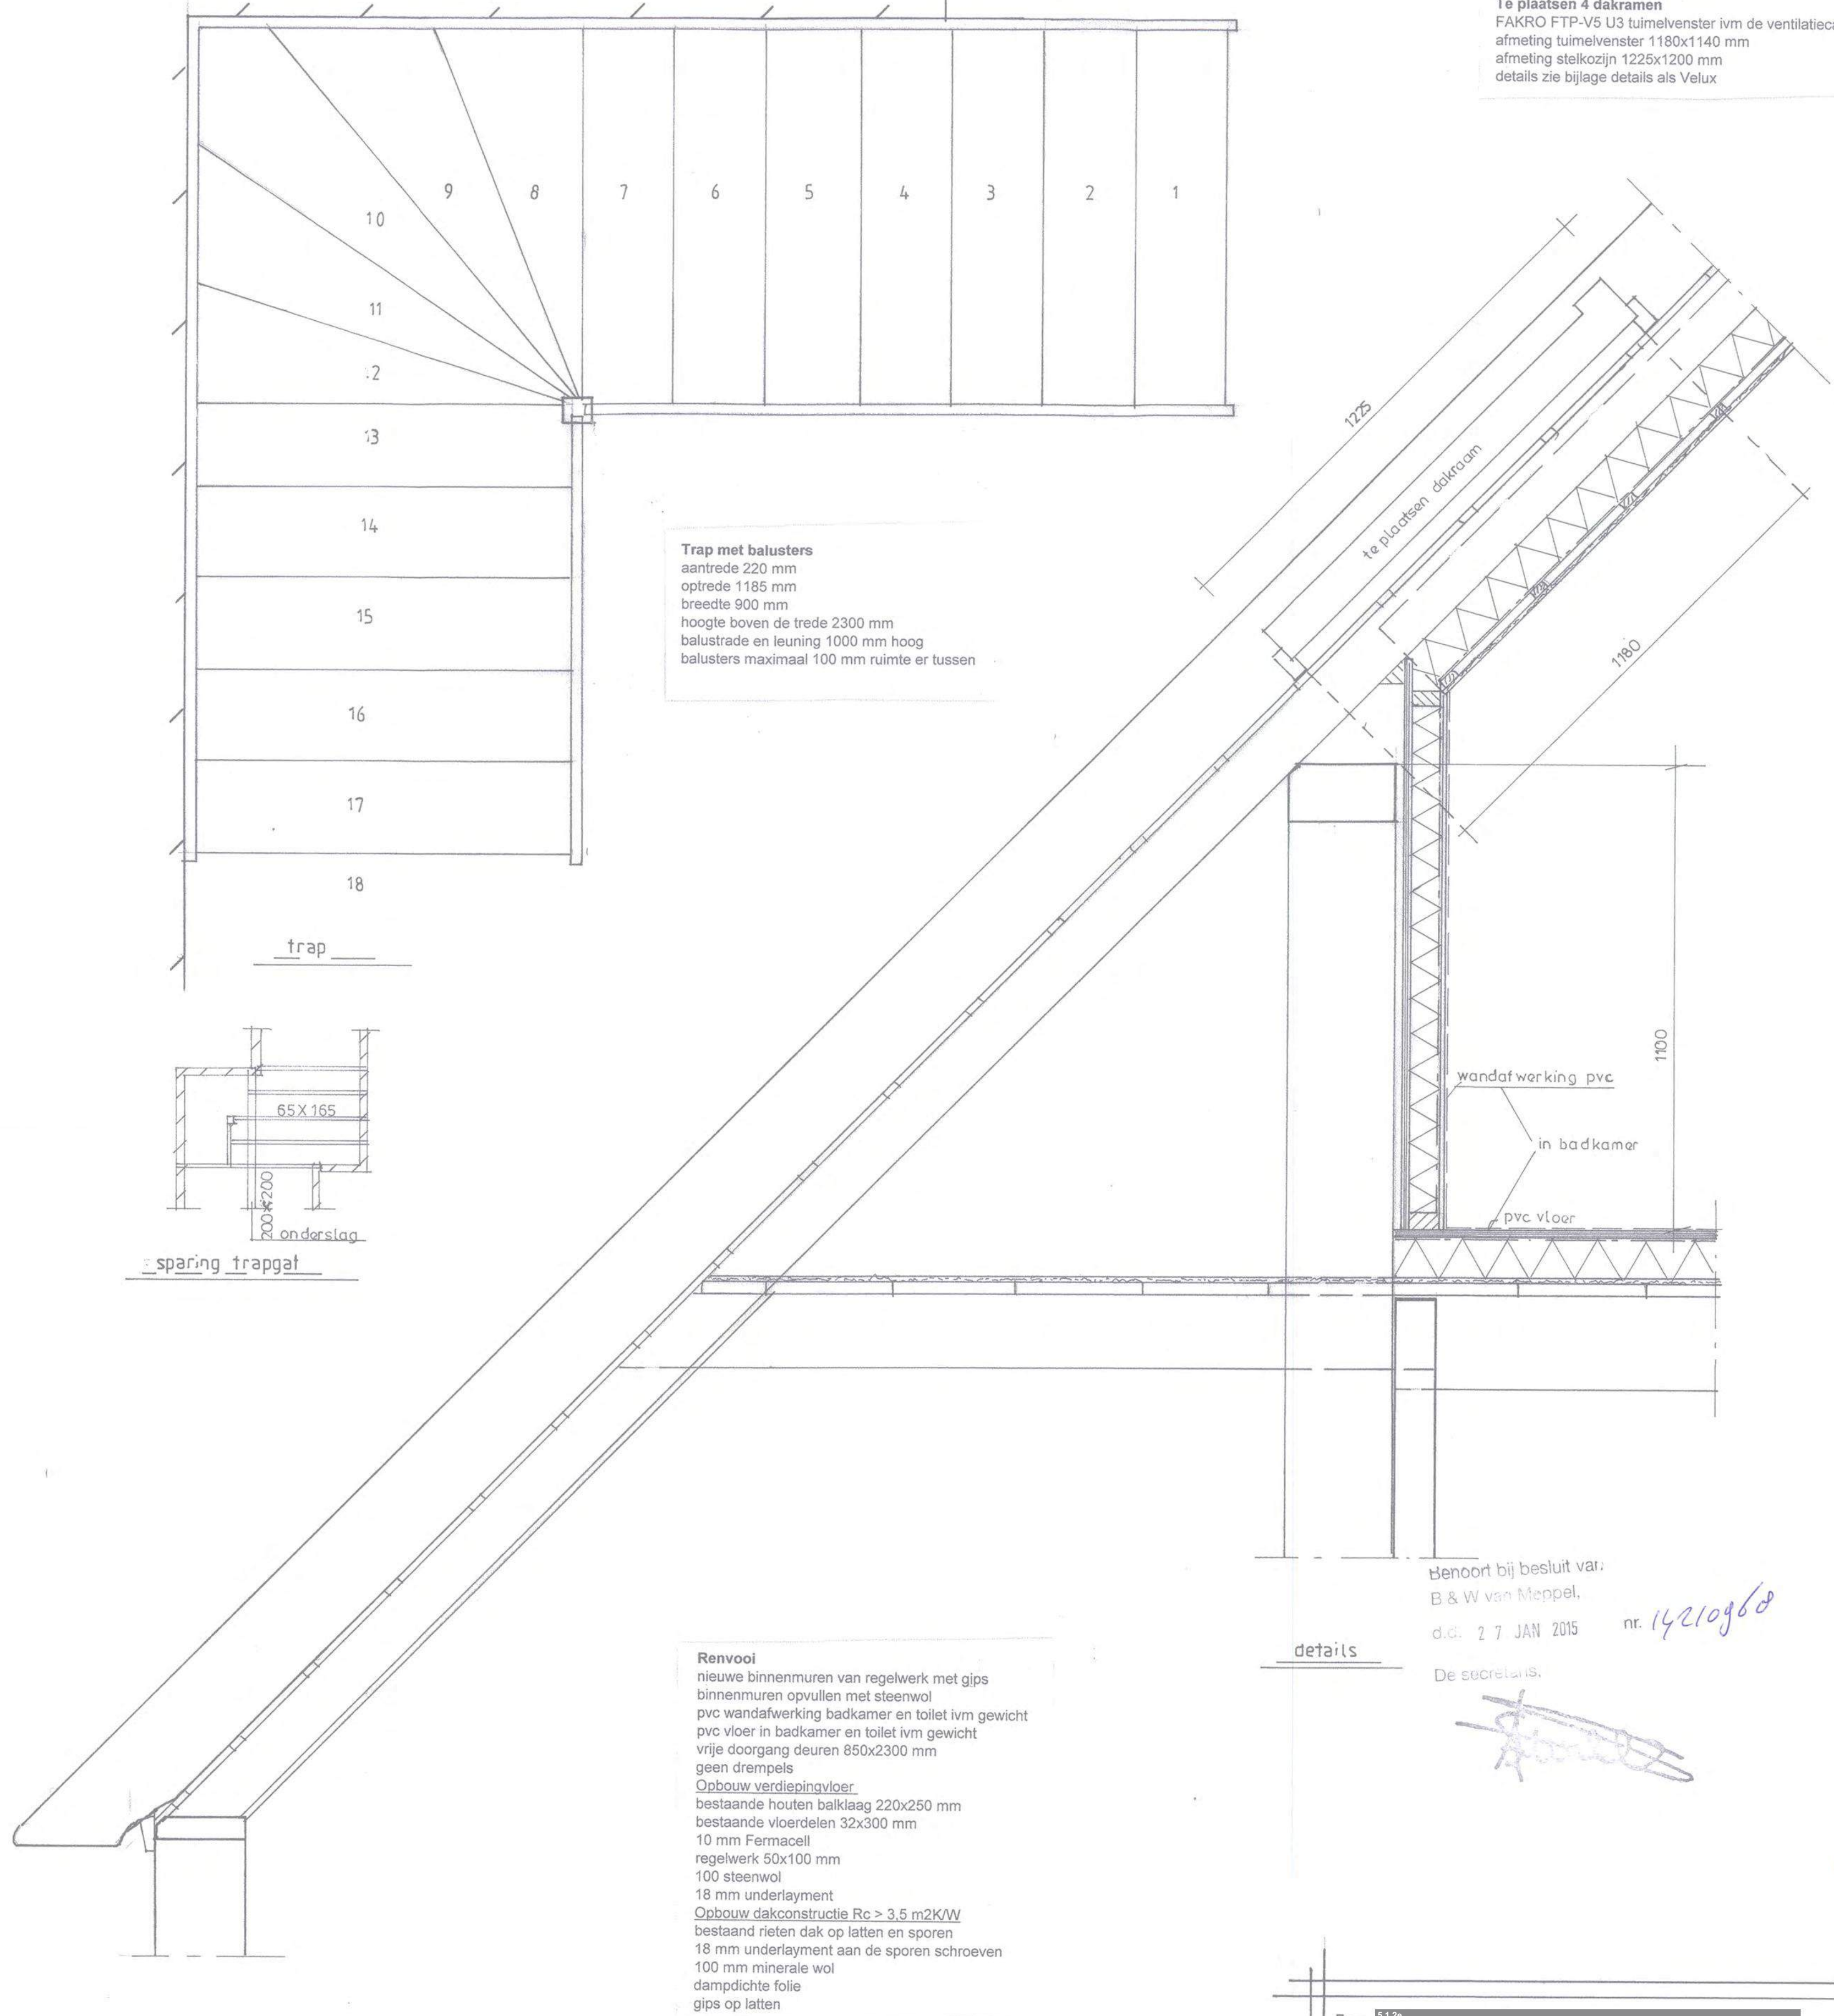 Te plaatsen 4 dakramen
FAKRO FTP-V5 U3 tuimelvenster ivm de
afmeting tuimelvenster 1180x1140 mm
afmeting stelkozijn 1225x1200 mm
details zie bijlage details als Velux
1
2
3
4
5
6
7
8
9
10
11
12
13
14
15
16
17
18
trap
Trap met balusters
aantrede 220 mm
optrede 1185 mm
breedte 900 mm
hoogte boven de trede 2300 mm
balustrade en leuning 1000 mm hoog
balusters maximaal 100 mm ruimte er tussen
1225
te plaatsen dakraam
1180
1100
wandafwerking pvc
in badkamer
pvc vloer
65X165
200X200
onderslag
sparing trapgat
details
Behoort bij besluit van:
B & W van Meppel,
d.d. 27 JAN 2015 nr. 14210968
De secretaris,
Renvooi
nieuwe binnenmuren van regelwerk met gips
binnenmuren opvullen met steenwol
pvc wandafwerking badkamer en toilet ivm gewicht
pvc vloer in badkamer en toilet ivm gewicht
vrije doorgang deuren 850x2300 mm
geen drempels
Opbouw verdiepingvloer
bestaande houten balklaag 220x250 mm
bestaande vloerdelen 32x300 mm
10 mm Fermacell
regelwerk 50x100 mm
100 steenwol
18 mm underlayment
Opbouw dakconstructie Rc > 3,5 m2K/W
bestaand rieten dak op latten en sporen
18 mm underlayment aan de sporen schroeven
100 mm minerale wol
dampdichte folie
gips op latten